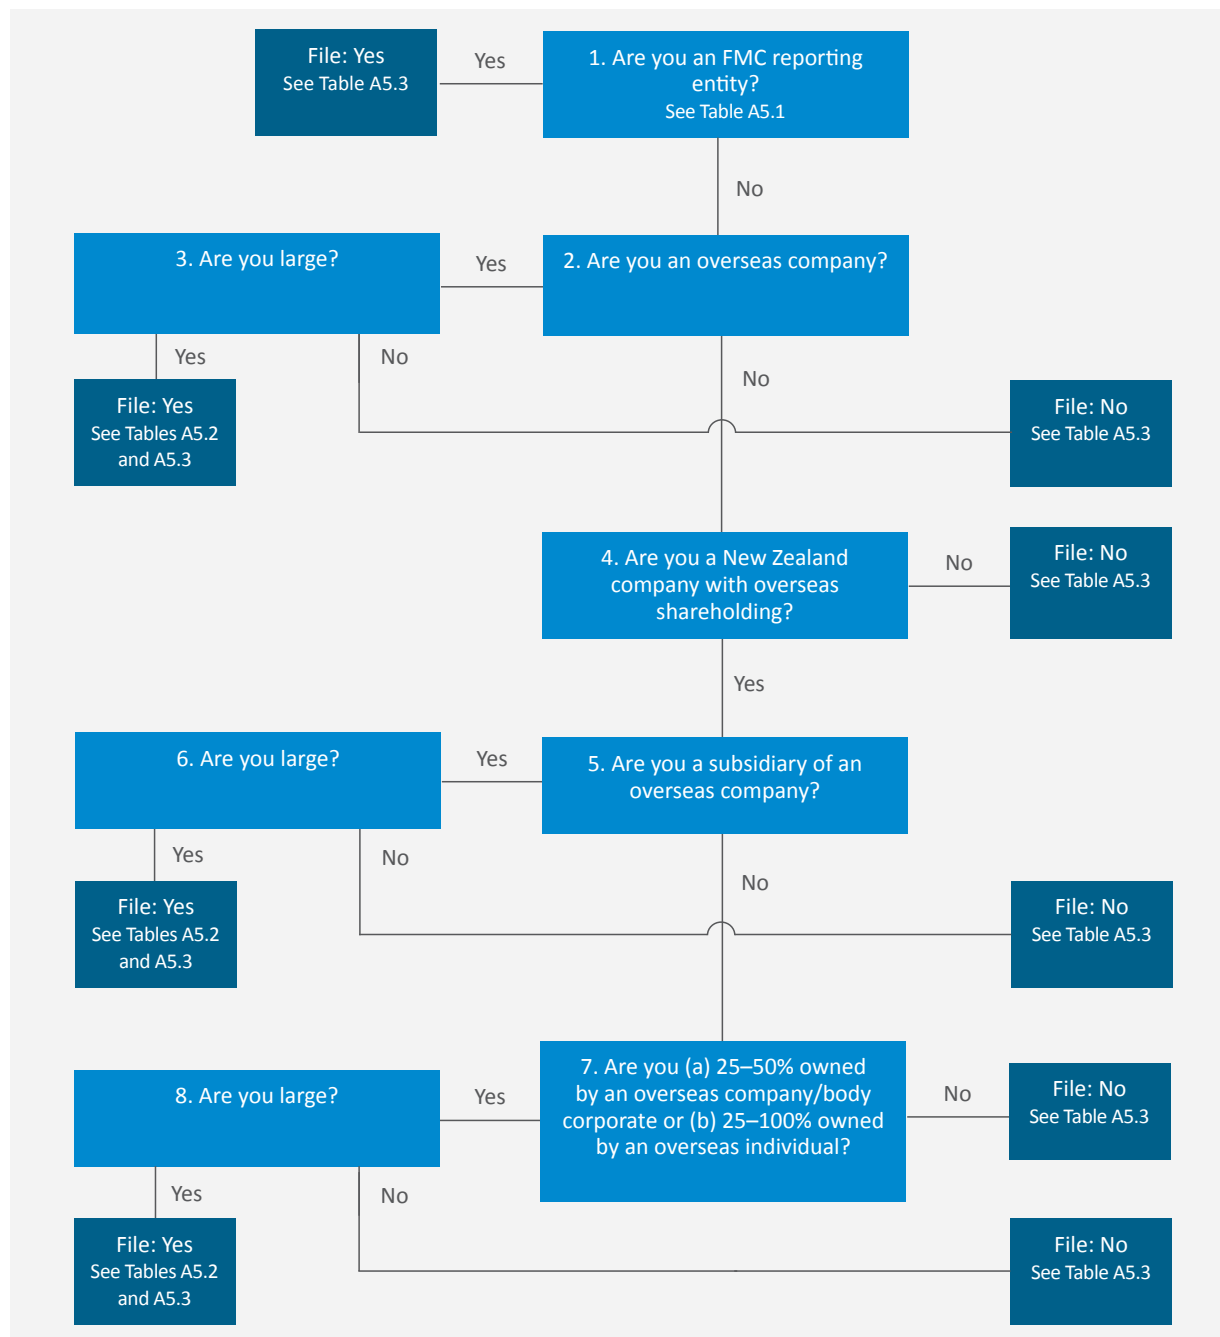 File: Yes
See Table A5.3
Yes
1. Are you an FMC reporting
entity?
See Table A5.1
No
3. Are you large?
Yes
2. Are you an overseas company?
Yes
No
No
File: Yes
See Tables A5.2
and A5.3
File: No
See Table A5.3
4. Are you a New Zealand
company with overseas
shareholding?
No
File: No
See Table A5.3
Yes
6. Are you large?
Yes
5. Are you a subsidiary of an
overseas company?
Yes
No
No
File: Yes
See Tables A5.2
and A5.3
File: No
See Table A5.3
8. Are you large?
Yes
7. Are you (a) 25–50% owned
by an overseas company/body
corporate or (b) 25–100% owned
by an overseas individual?
No
File: No
See Table A5.3
Yes
No
File: Yes
See Tables A5.2
and A5.3
File: No
See Table A5.3